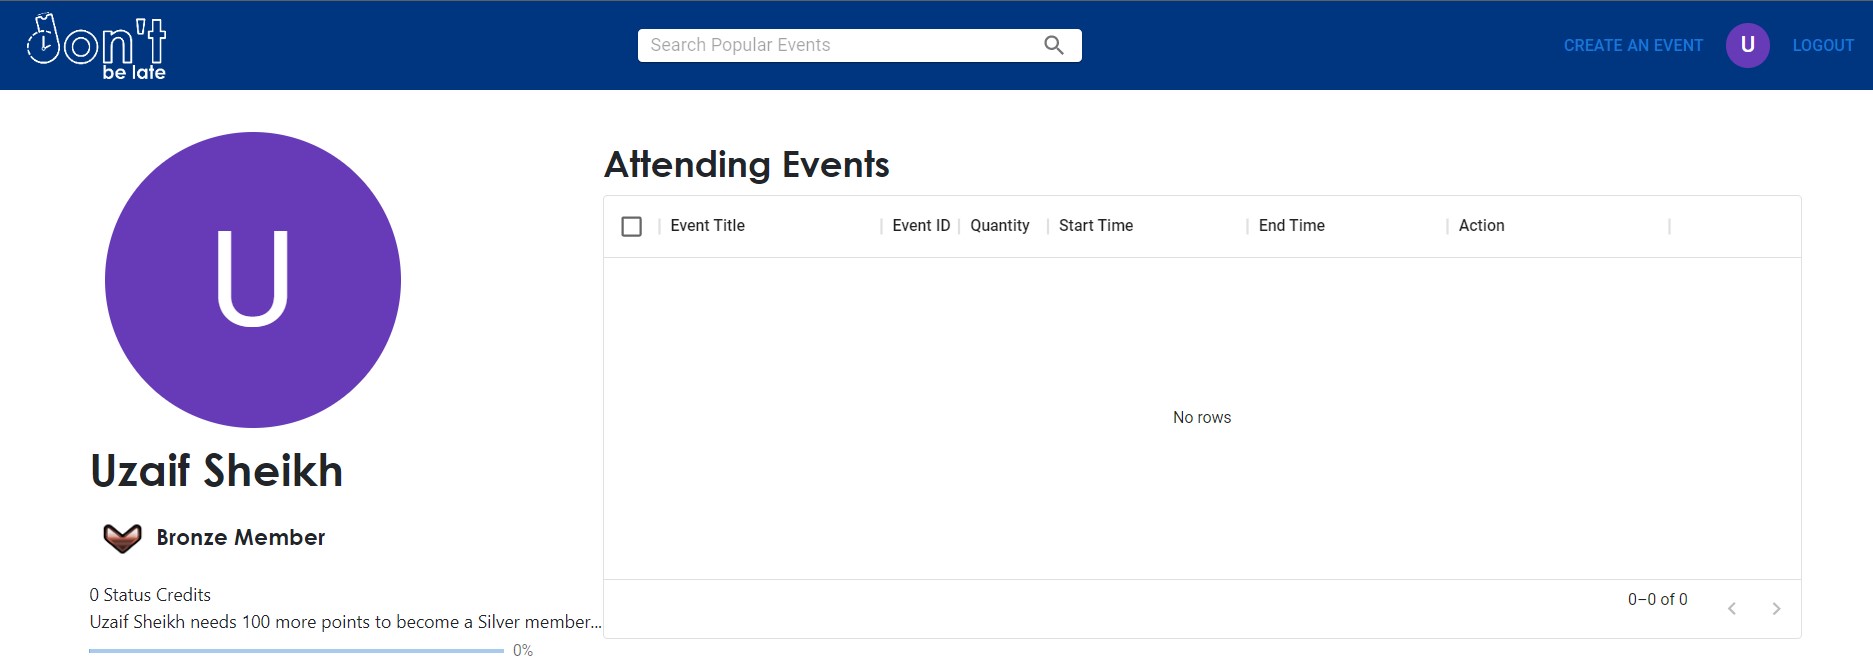 don't
be late
Search Popular Events
CREATE AN EVENT
U
LOGOUT
U
Uzaif Sheikh
Bronze Member
0 Status Credits
Uzaif Sheikh needs 100 more points to become a Silver member...
0%
Attending Events
Event Title Event ID Quantity Start Time End Time Action
No rows
0–0 of 0